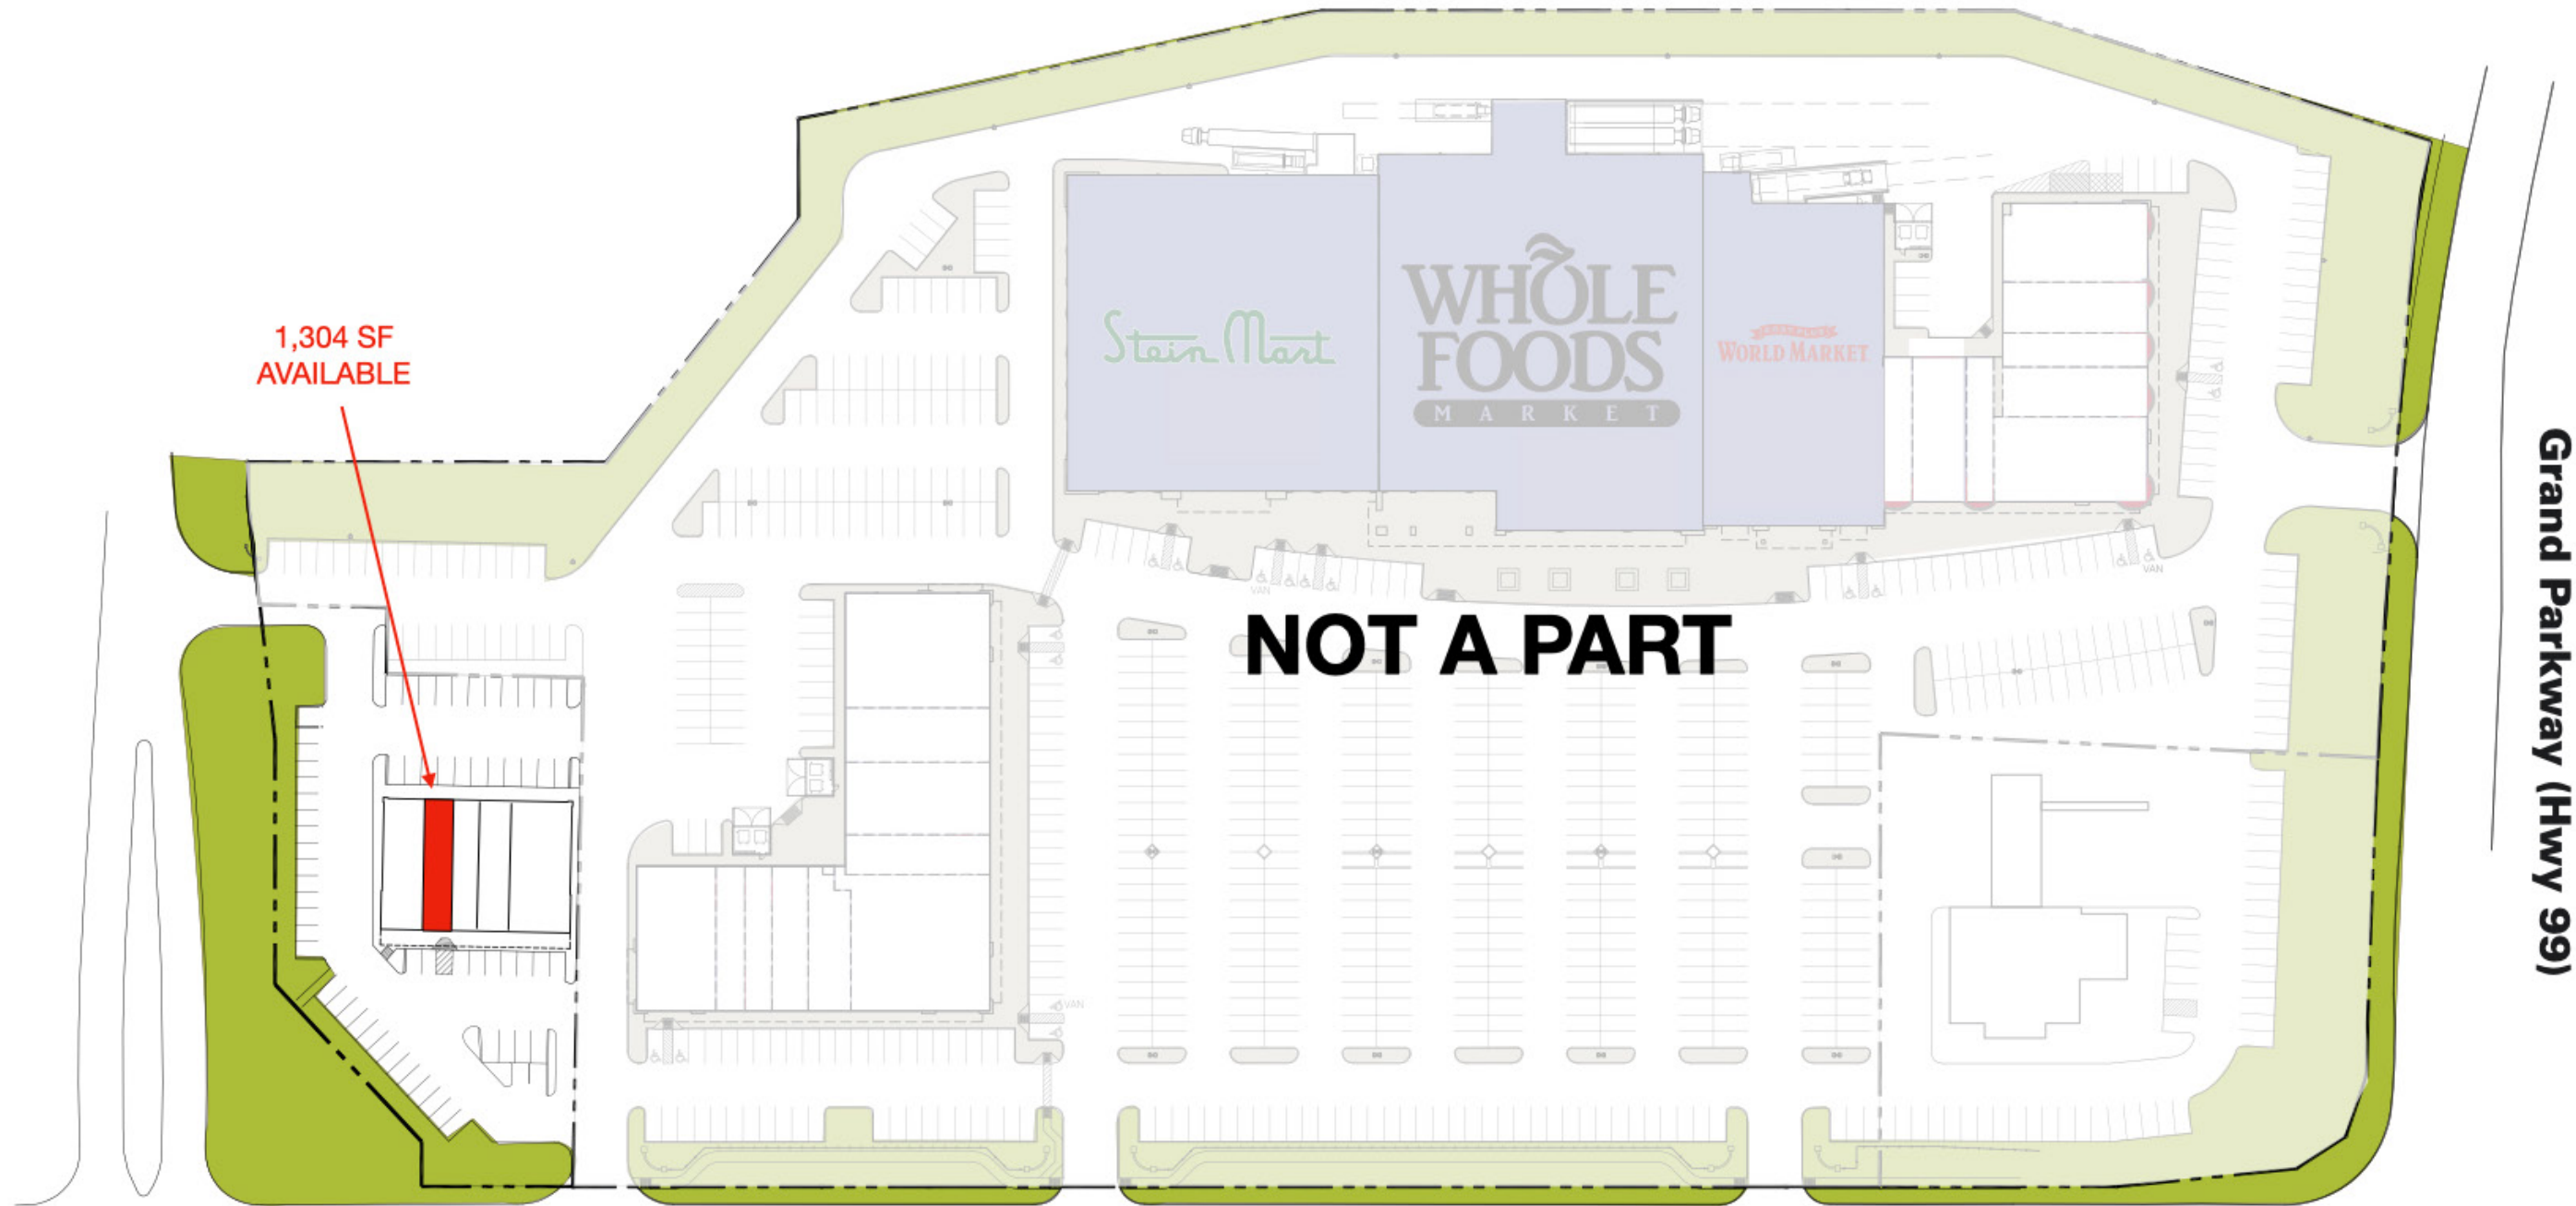 1,304 SF
AVAILABLE
Stein Mart
WHOLE
FOODS
MARKET
WORLD MARKET
NOT A PART
VAN
VAN
VAN
Grand Parkway (Hwy 99)